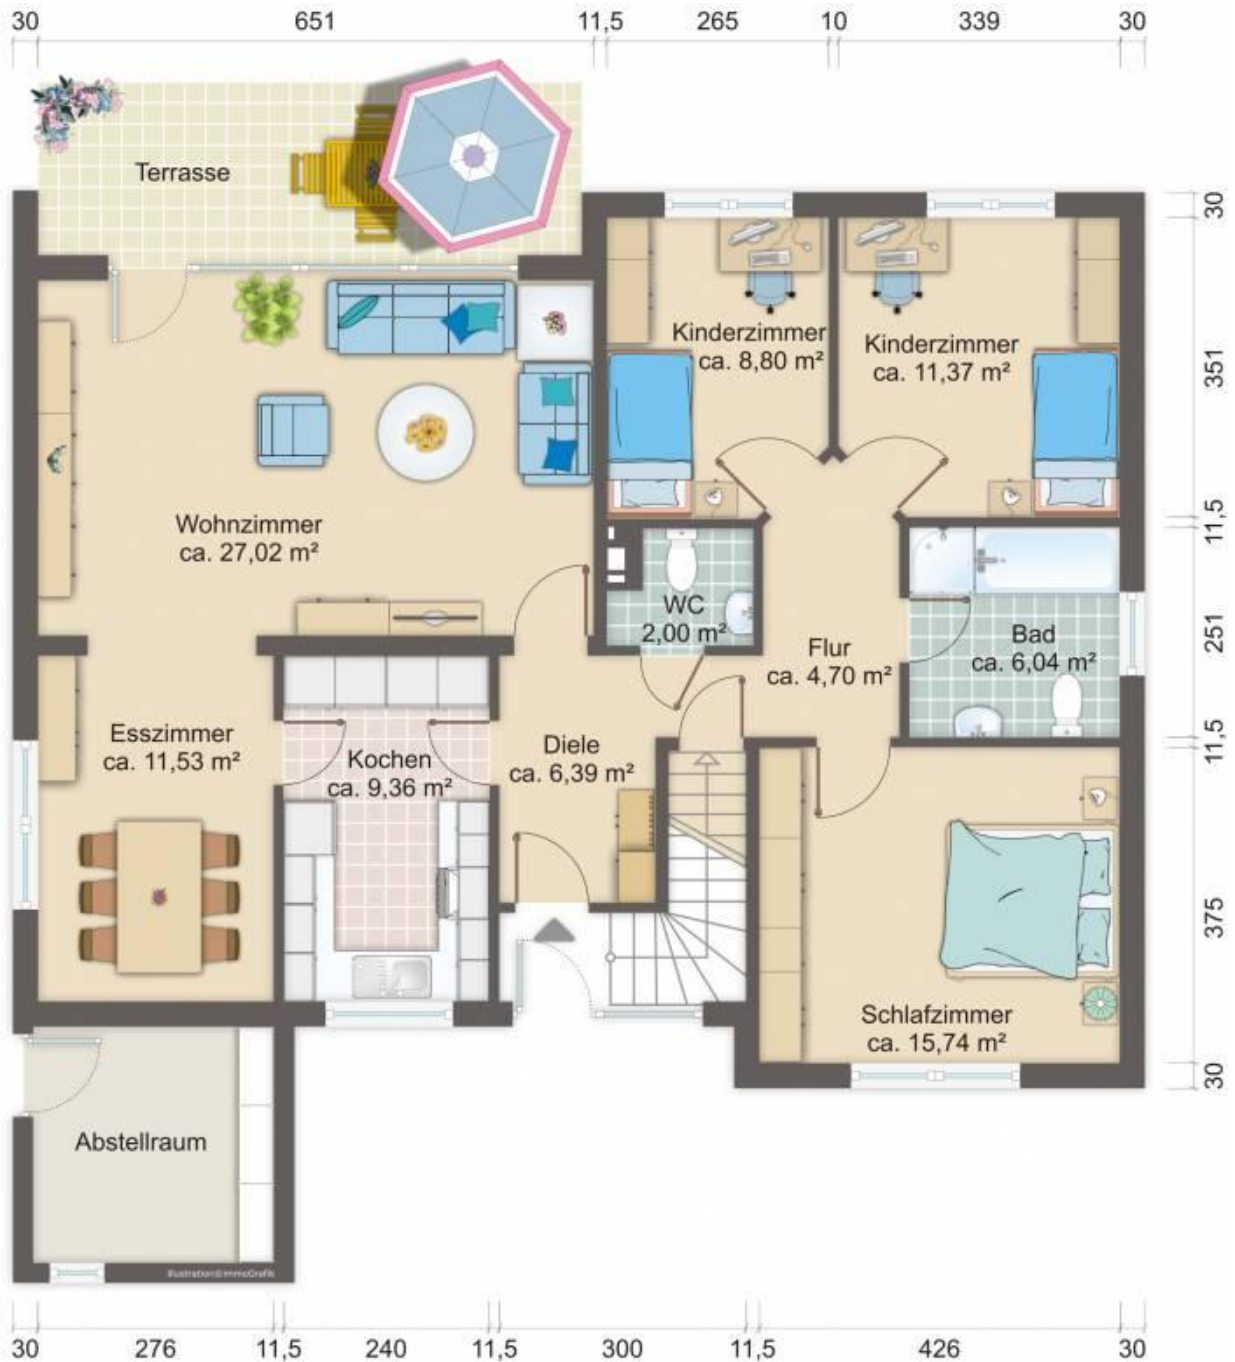 30 651 11,5 265 10 339 30
Terrasse
30
Kinderzimmer
ca. 8,80 m²
Kinderzimmer
ca. 11,37 m²
351
Wohnzimmer
ca. 27,02 m²
11,5
WC
2,00 m²
Flur
ca. 4,70 m²
Bad
ca. 6,04 m²
251
Esszimmer
ca. 11,53 m²
Kochen
ca. 9,36 m²
Diele
ca. 6,39 m²
11,5
375
Schlafzimmer
ca. 15,74 m²
30
Abstellraum
Illustration©immoGrafik
30 276 11,5 240 11,5 300 11,5 426 30